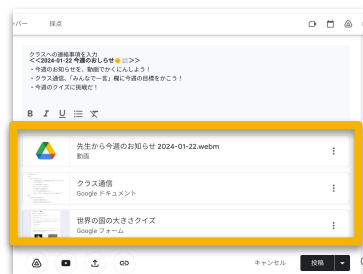 バー
採点
クラスへの連絡事項を入力
<<2024-01-22 今週のおしらせ☀️📰>>
・今週のお知らせを、動画でかくにんしよう！
・クラス通信、「みんなで一言」欄に今週の目標をかこう！
・今週のクイズに挑戦だ！
B I U
先生から今週のお知らせ 2024-01-22.webm
動画
クラス通信
Google ドキュメント
世界の国の大きさクイズ
Google フォーム
キャンセル
投稿